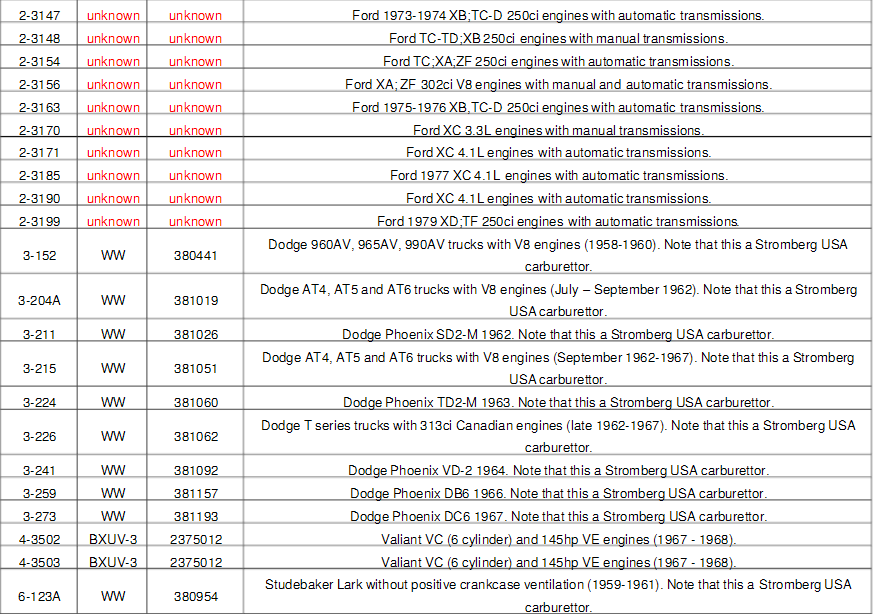 2-3147 unknown unknown Ford 1973-1974 XB;TC-D 250ci engines with automatic transmissions.
2-3148 unknown unknown Ford TC-TD;XB 250ci engines with manual transmissions.
2-3154 unknown unknown Ford TC;XA;ZF 250ci engines with automatic transmissions.
2-3156 unknown unknown Ford XA; ZF 302ci V8 engines with manual and automatic transmissions.
2-3163 unknown unknown Ford 1975-1976 XB,TC-D 250ci engines with automatic transmissions.
2-3170 unknown unknown Ford XC 3.3L engines with manual transmissions.
2-3171 unknown unknown Ford XC 4.1L engines with automatic transmissions.
2-3185 unknown unknown Ford 1977 XC 4.1L engines with automatic transmissions.
2-3190 unknown unknown Ford XC 4.1L engines with automatic transmissions.
2-3199 unknown unknown Ford 1979 XD;TF 250ci engines with automatic transmissions.
3-152 WW 380441 Dodge 960AV, 965AV, 990AV trucks with V8 engines (1958-1960). Note that this a Stromberg USA
carburettor.
3-204A WW 381019 Dodge AT4, AT5 and AT6 trucks with V8 engines (July – September 1962). Note that this a Stromberg
USA carburettor.
3-211 WW 381026 Dodge Phoenix SD2-M 1962. Note that this a Stromberg USA carburettor.
3-215 WW 381051 Dodge AT4, AT5 and AT6 trucks with V8 engines (September 1962-1967). Note that this a Stromberg
USA carburettor.
3-224 WW 381060 Dodge Phoenix TD2-M 1963. Note that this a Stromberg USA carburettor.
3-226 WW 381062 Dodge T series trucks with 313ci Canadian engines (late 1962-1967). Note that this a Stromberg USA
carburettor.
3-241 WW 381092 Dodge Phoenix VD-2 1964. Note that this a Stromberg USA carburettor.
3-259 WW 381157 Dodge Phoenix DB6 1966. Note that this a Stromberg USA carburettor.
3-273 WW 381193 Dodge Phoenix DC6 1967. Note that this a Stromberg USA carburettor.
4-3502 BXUV-3 2375012 Valiant VC (6 cylinder) and 145hp VE engines (1967 - 1968).
4-3503 BXUV-3 2375012 Valiant VC (6 cylinder) and 145hp VE engines (1967 - 1968).
6-123A WW 380954 Studebaker Lark without positive crankcase ventilation (1959-1961). Note that this a Stromberg USA
carburettor.